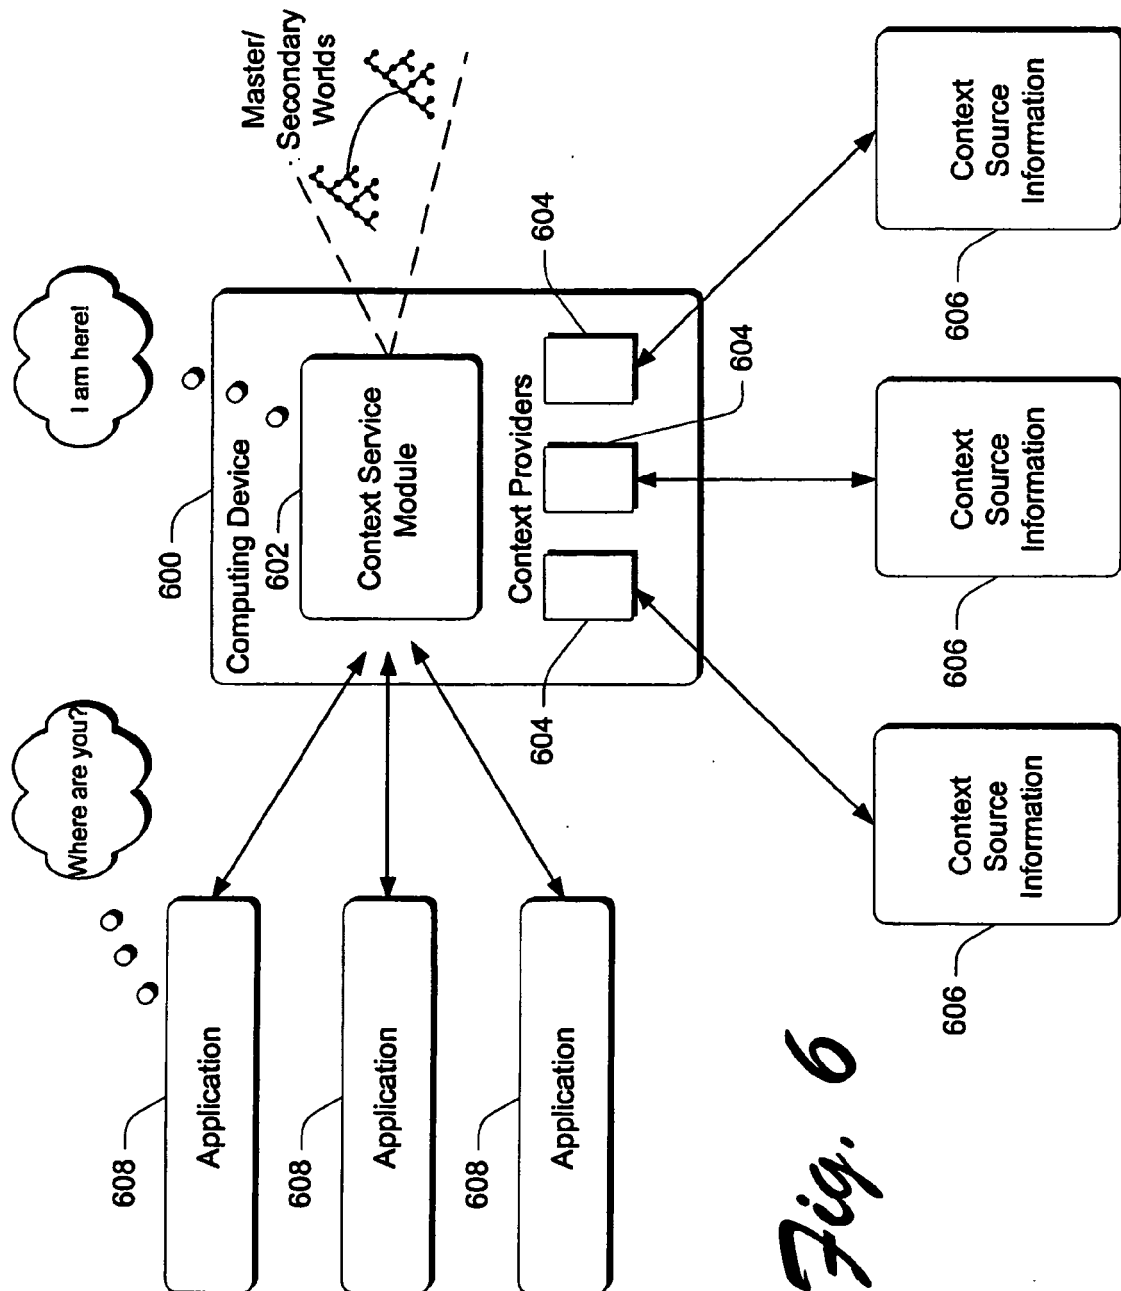 Where are you?
I am here!
Master/
Secondary
Worlds
600
Computing Device
602
Context Service
Module
Context Providers
604
604
604
608
Application
608
Application
608
Application
606
Context
Source
Information
606
Context
Source
Information
606
Context
Source
Information
Fig. 6